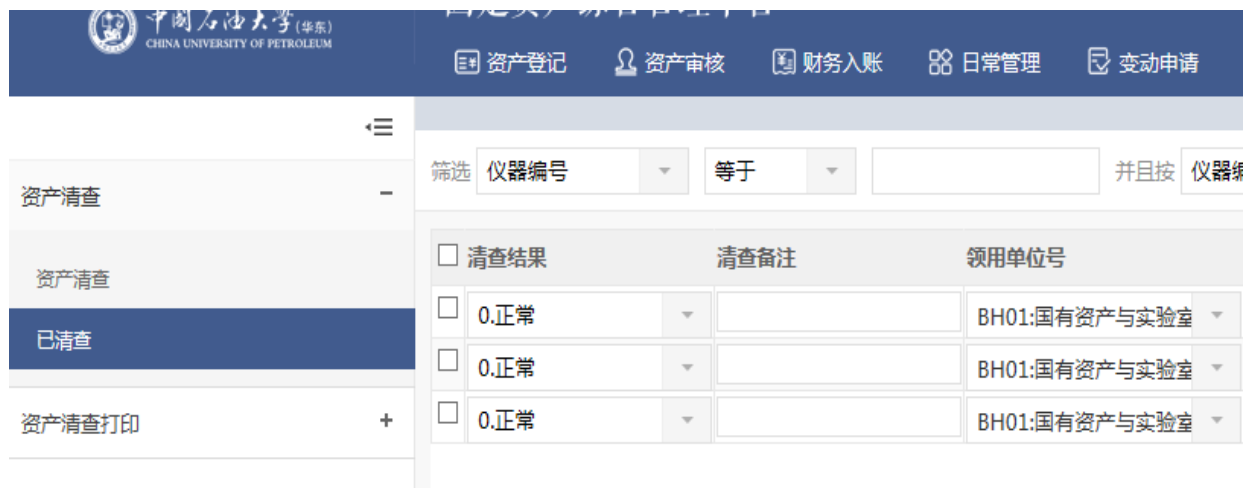 中国石油大学(华东)
CHINA UNIVERSITY OF PETROLEUM
资产登记 资产审核 财务入账 日常管理 变动申请
筛选 仪器编号 等于 并且按 仪器编
资产清查 −
资产清查
已清查
资产清查打印 +
清查结果 清查备注 领用单位号
0.正常 BH01:国有资产与实验室
0.正常 BH01:国有资产与实验室
0.正常 BH01:国有资产与实验室